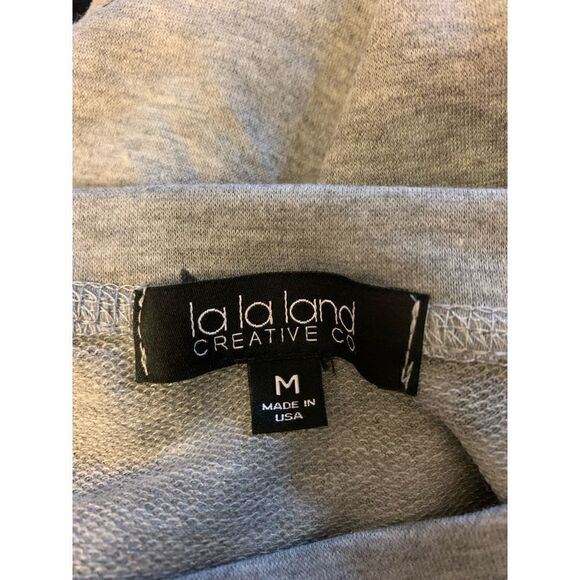 la la land
CREATIVE CO
M
MADE IN
USA